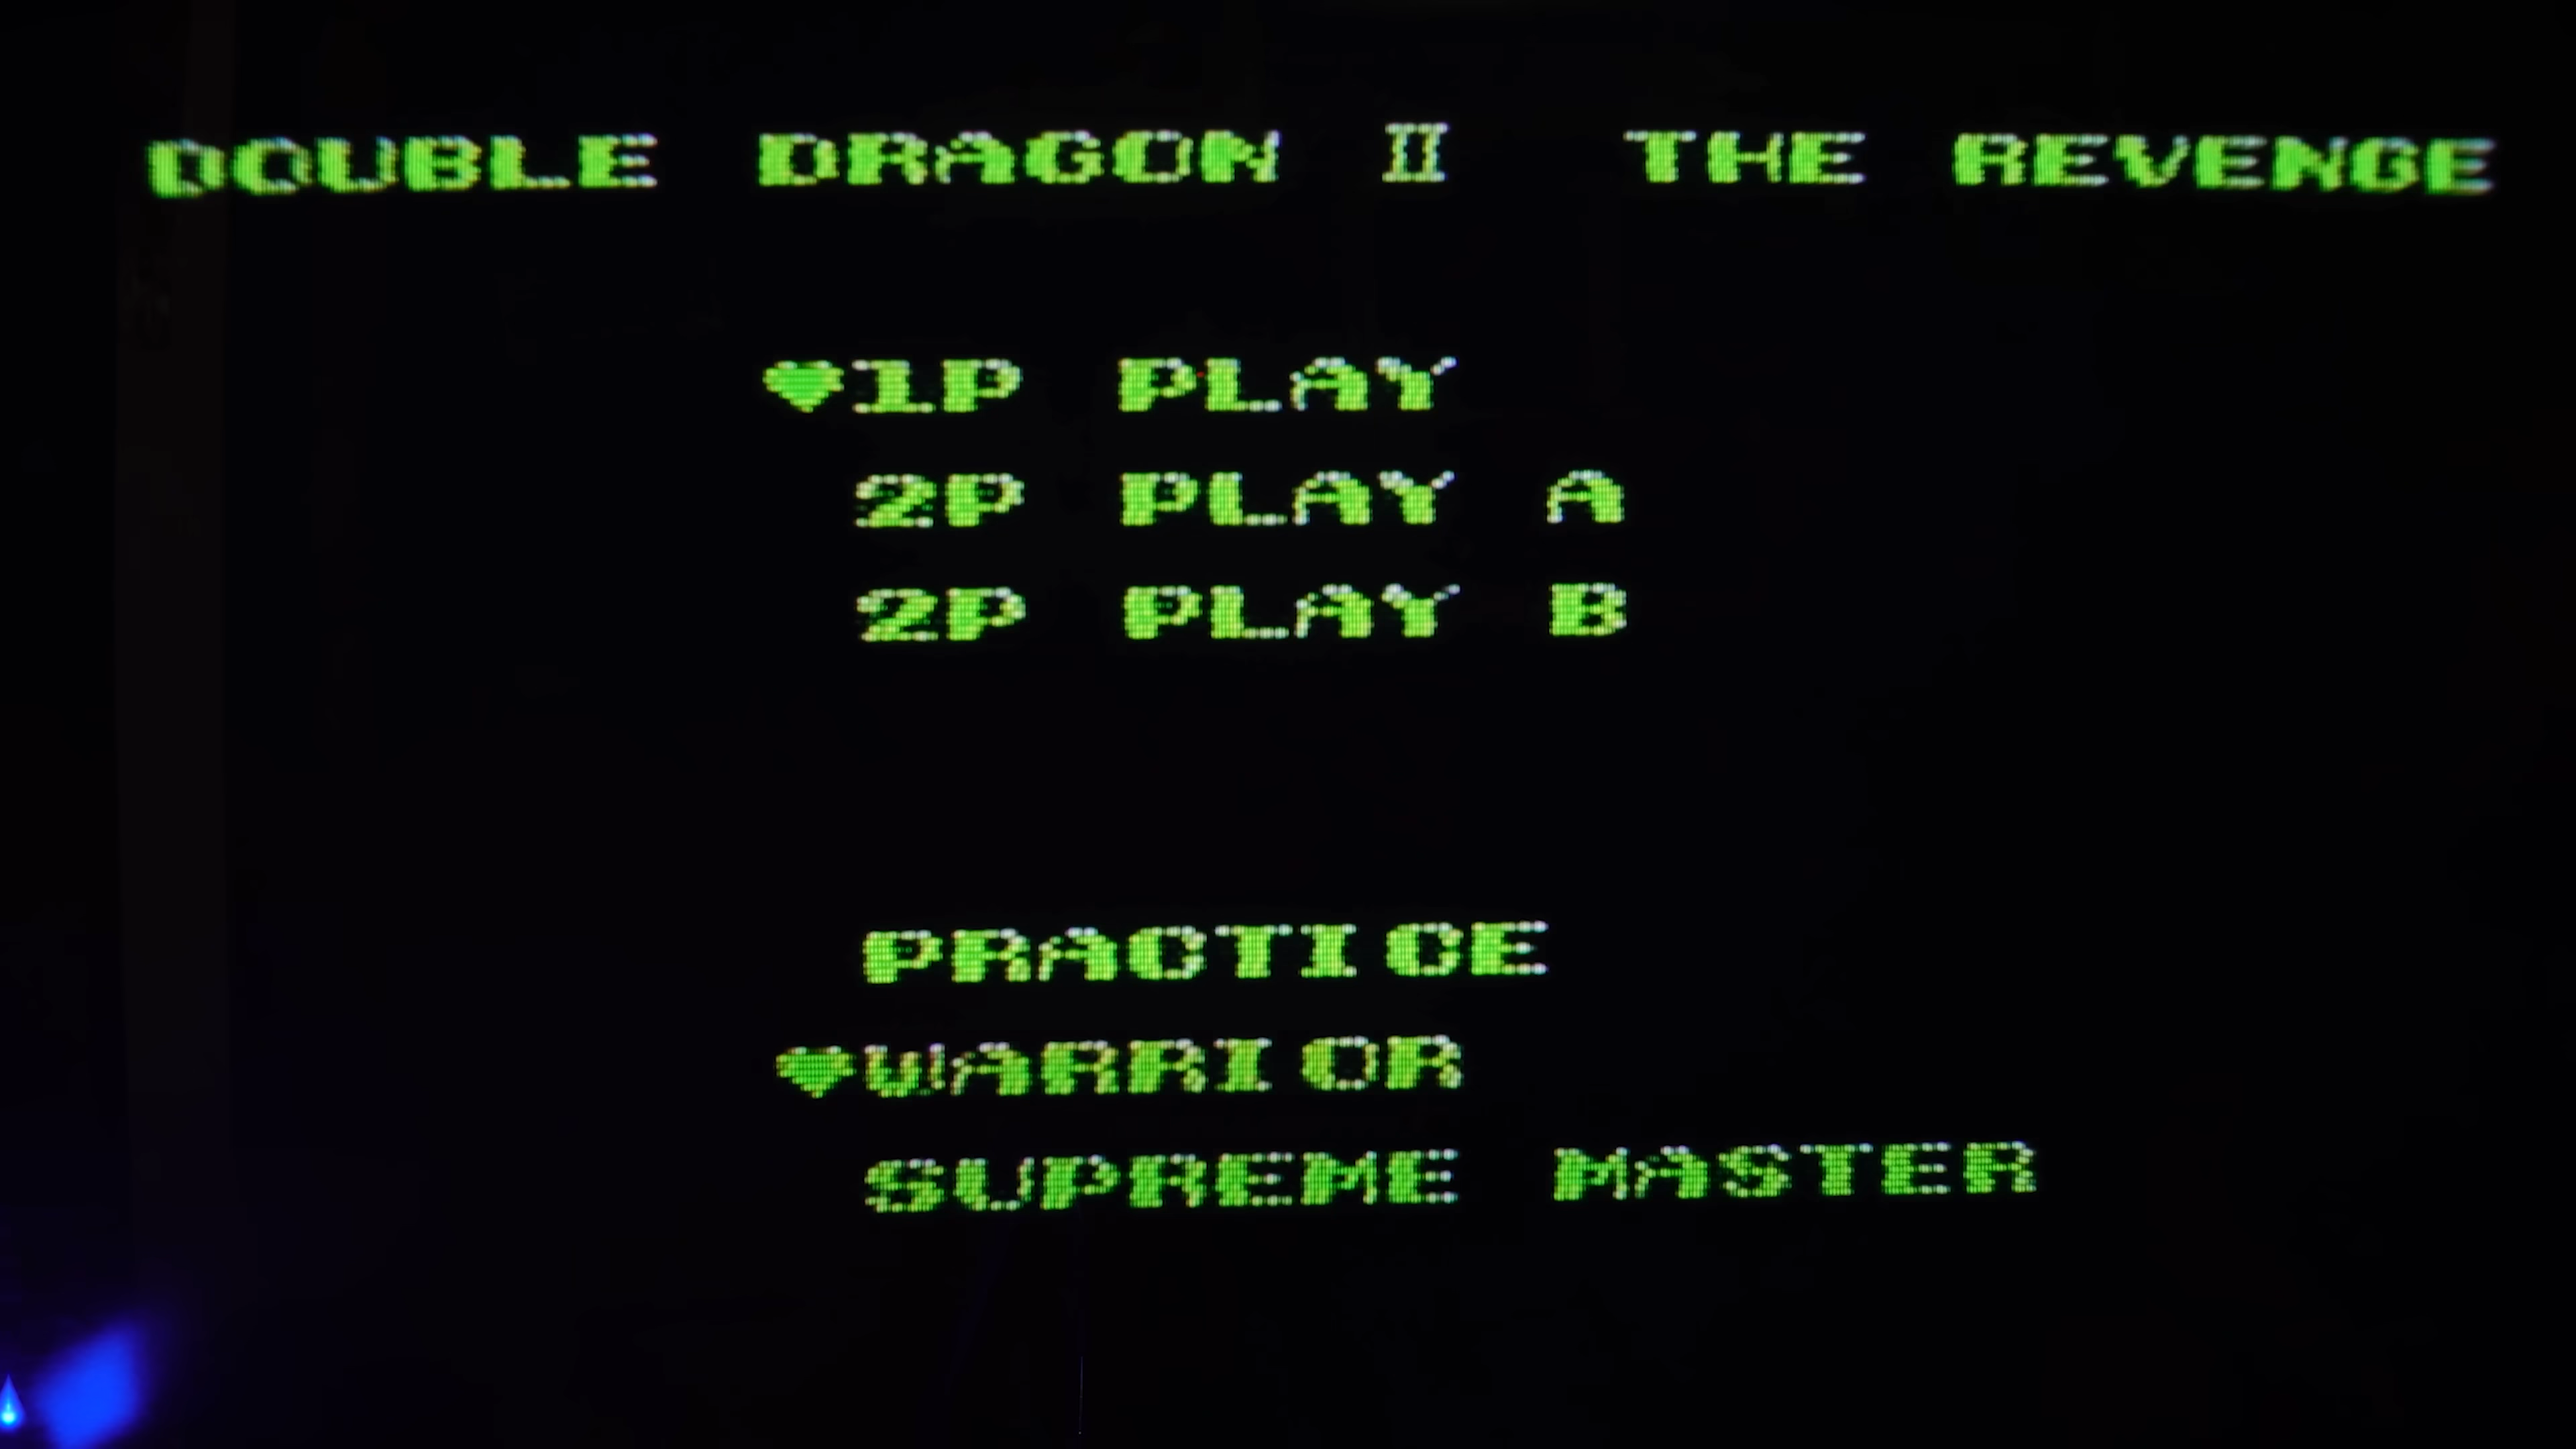 DOUBLE DRAGON II THE REVENGE
♥1P PLAY
2P PLAY A
2P PLAY B
PRACTICE
♥WARRIOR
SUPREME MASTER